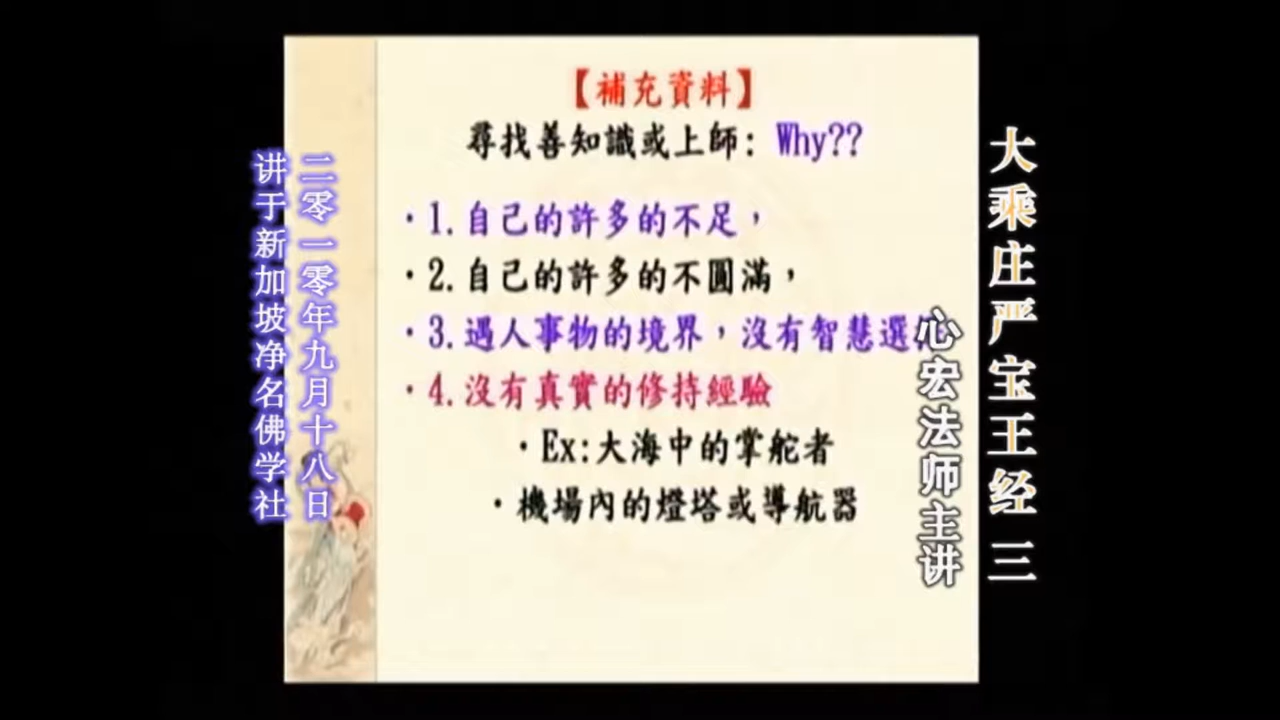 【補充資料】
尋找善知識或上師: Why??
·1.自己的許多的不足，
·2.自己的許多的不圓滿，
·3.遇人事物的境界，沒有智慧選
·4.沒有真實的修持經驗
·Ex:大海中的掌舵者
·機場內的燈塔或導航器
大乘庄严宝王经 三
心宏法师主讲
二零一零年九月十八日
讲于新加坡净名佛学社